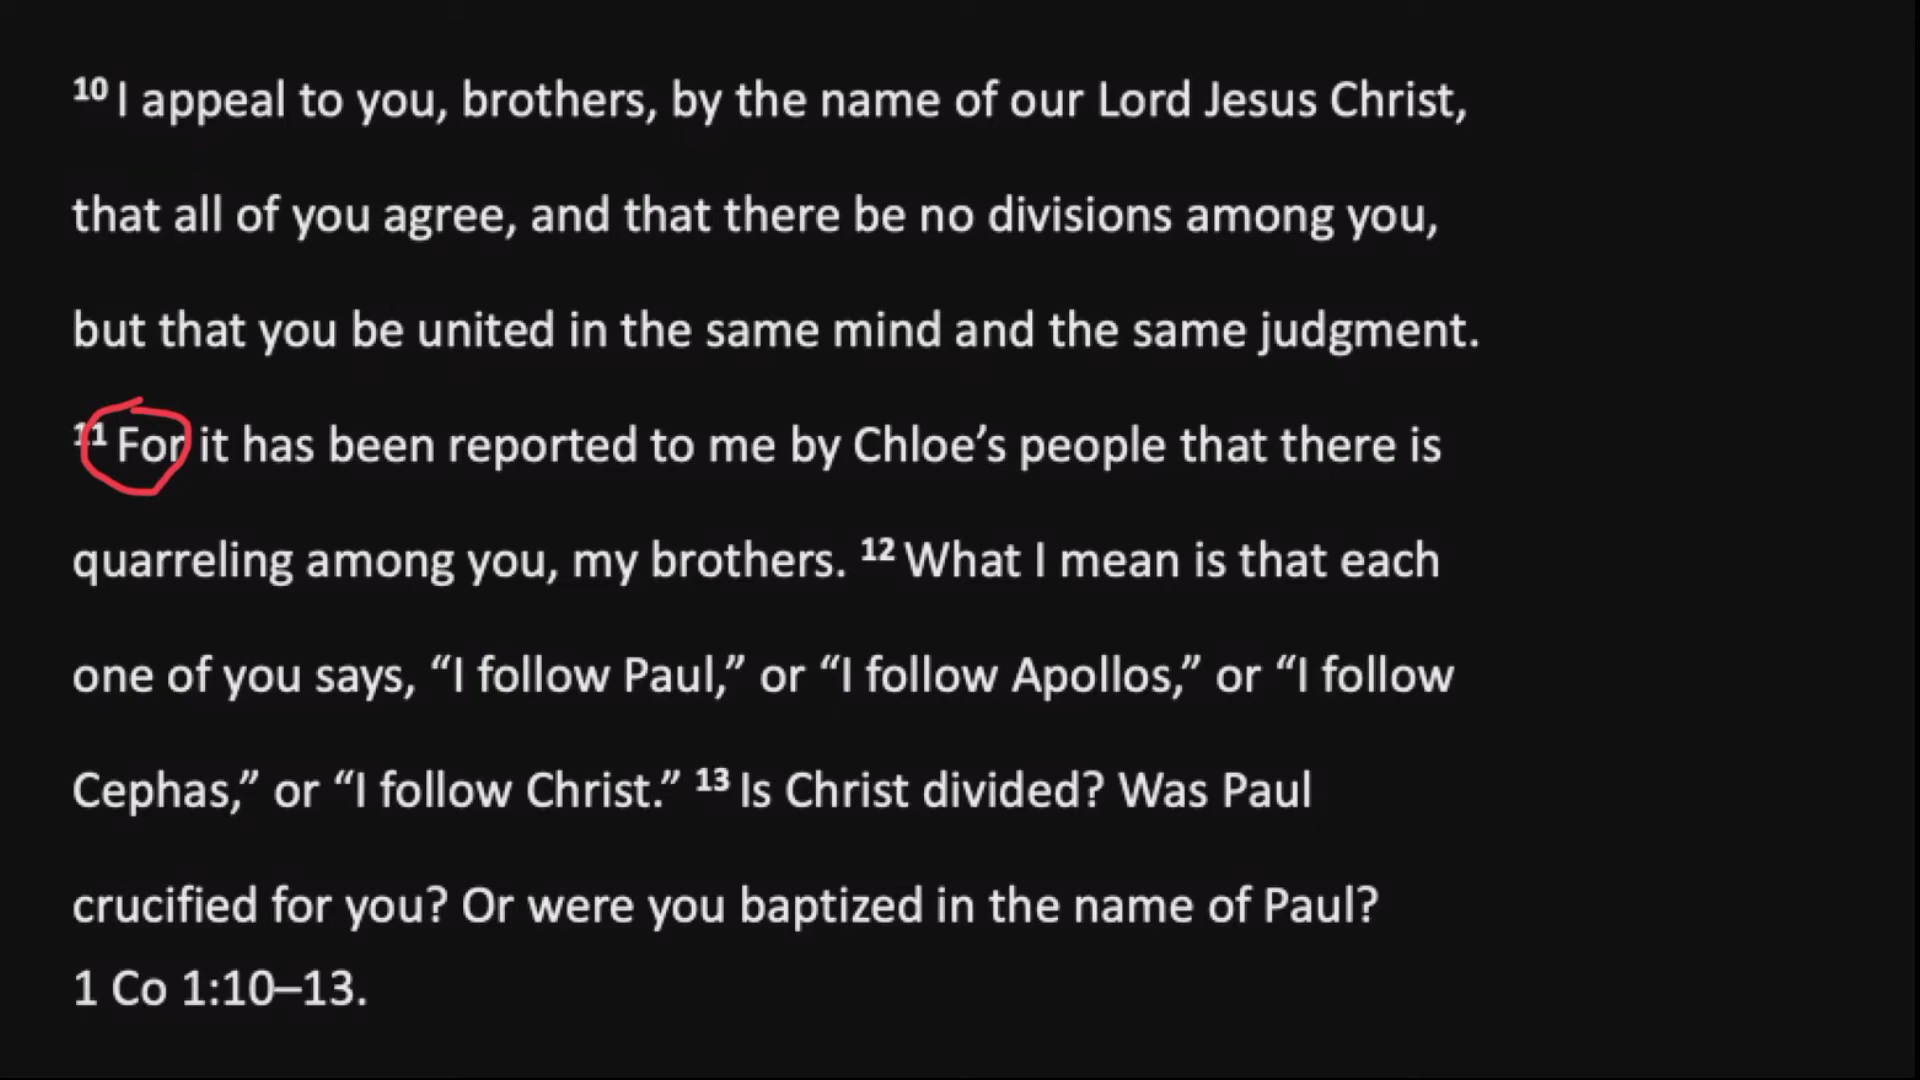 10 I appeal to you, brothers, by the name of our Lord Jesus Christ,
that all of you agree, and that there be no divisions among you,
but that you be united in the same mind and the same judgment.
11 For it has been reported to me by Chloe’s people that there is
quarreling among you, my brothers. 12 What I mean is that each
one of you says, “I follow Paul,” or “I follow Apollos,” or “I follow
Cephas,” or “I follow Christ.” 13 Is Christ divided? Was Paul
crucified for you? Or were you baptized in the name of Paul?
1 Co 1:10–13.